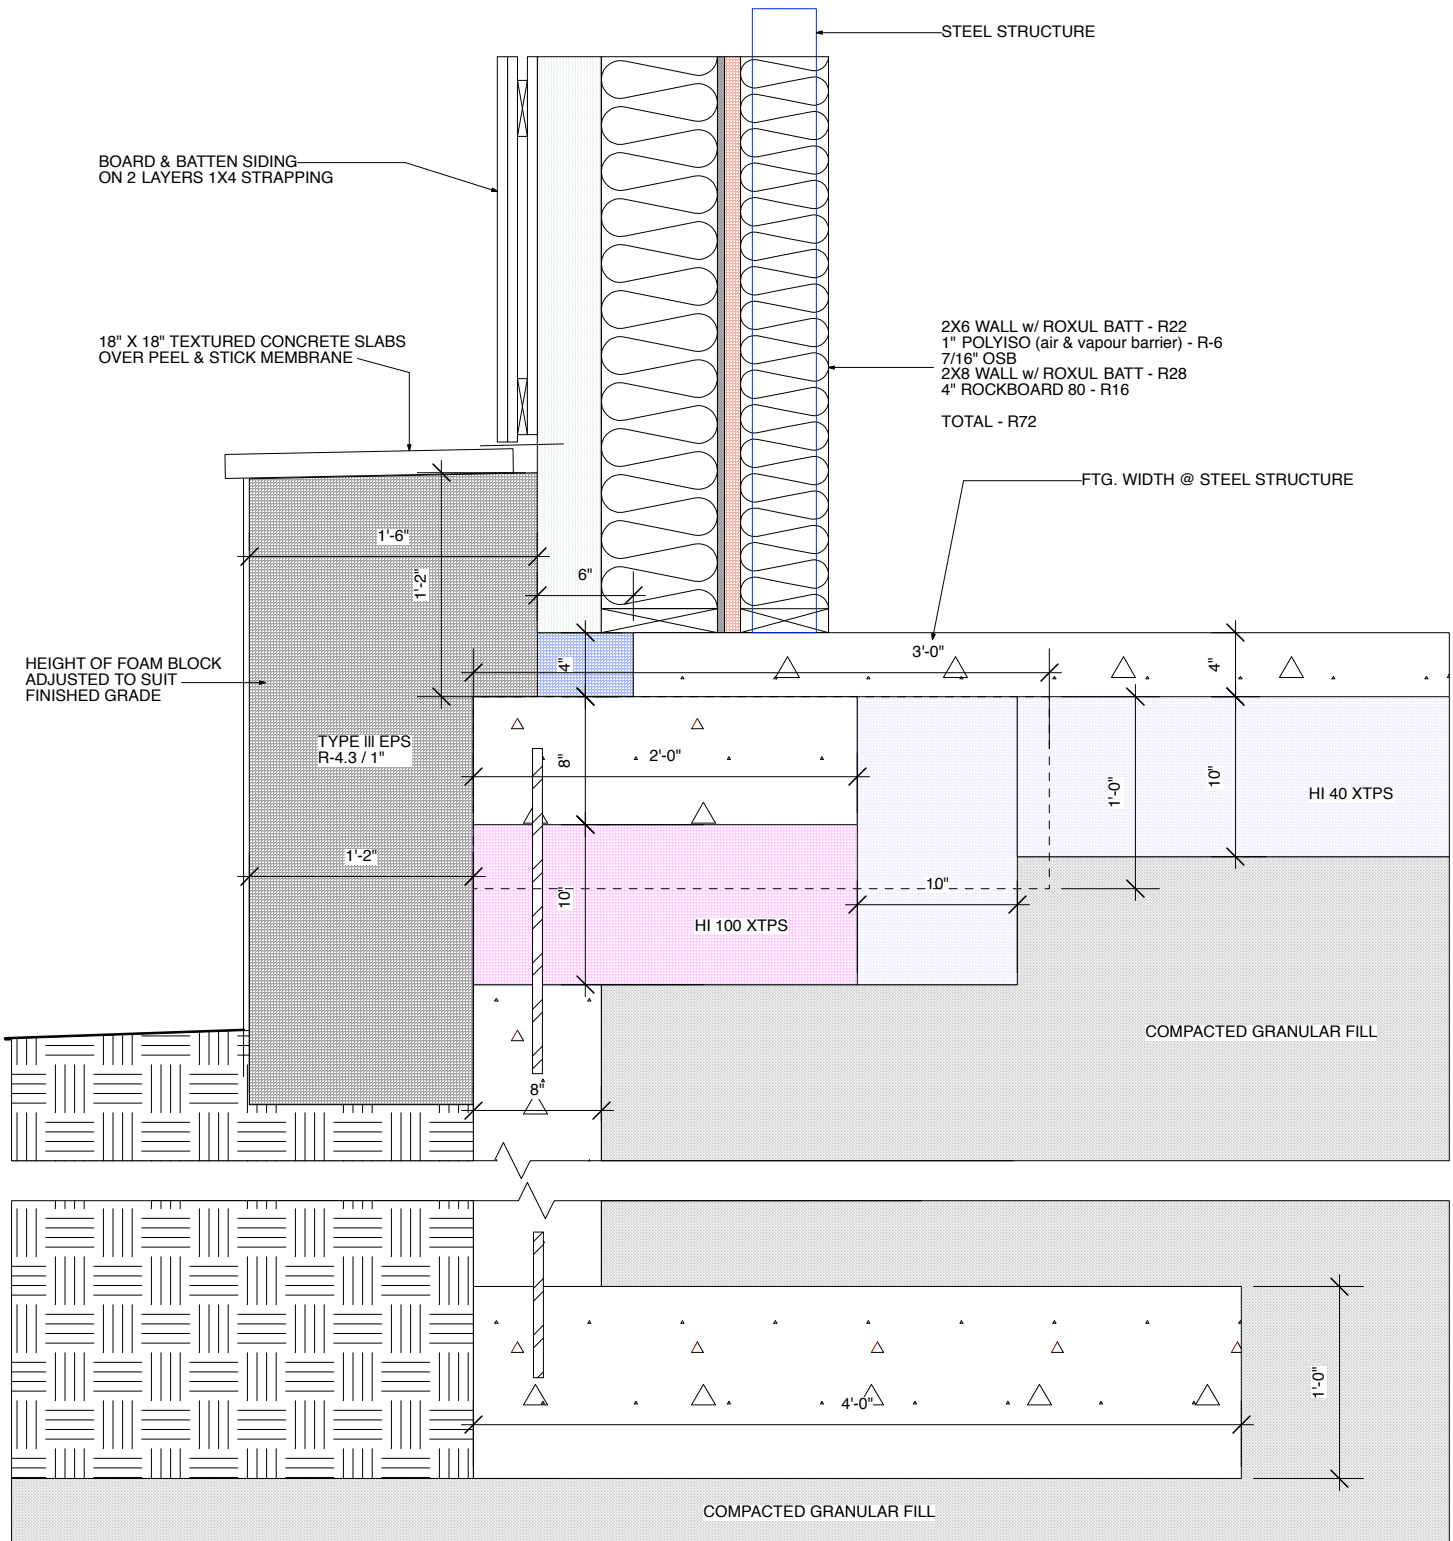 STEEL STRUCTURE
BOARD & BATTEN SIDING
ON 2 LAYERS 1X4 STRAPPING
18" X 18" TEXTURED CONCRETE SLABS
OVER PEEL & STICK MEMBRANE
2X6 WALL w/ ROXUL BATT - R22
1" POLYISO (air & vapour barrier) - R-6
7/16" OSB
2X8 WALL w/ ROXUL BATT - R28
4" ROCKBOARD 80 - R16
TOTAL - R72
FTG. WIDTH @ STEEL STRUCTURE
1'-6"
1'-2"
6"
HEIGHT OF FOAM BLOCK
ADJUSTED TO SUIT
FINISHED GRADE
4"
3'-0"
4"
TYPE III EPS
R-4.3 / 1"
8"
2'-0"
1'-0"
10"
HI 40 XTPS
1'-2"
10"
10"
HI 100 XTPS
COMPACTED GRANULAR FILL
8"
4'-0"
1'-0"
COMPACTED GRANULAR FILL